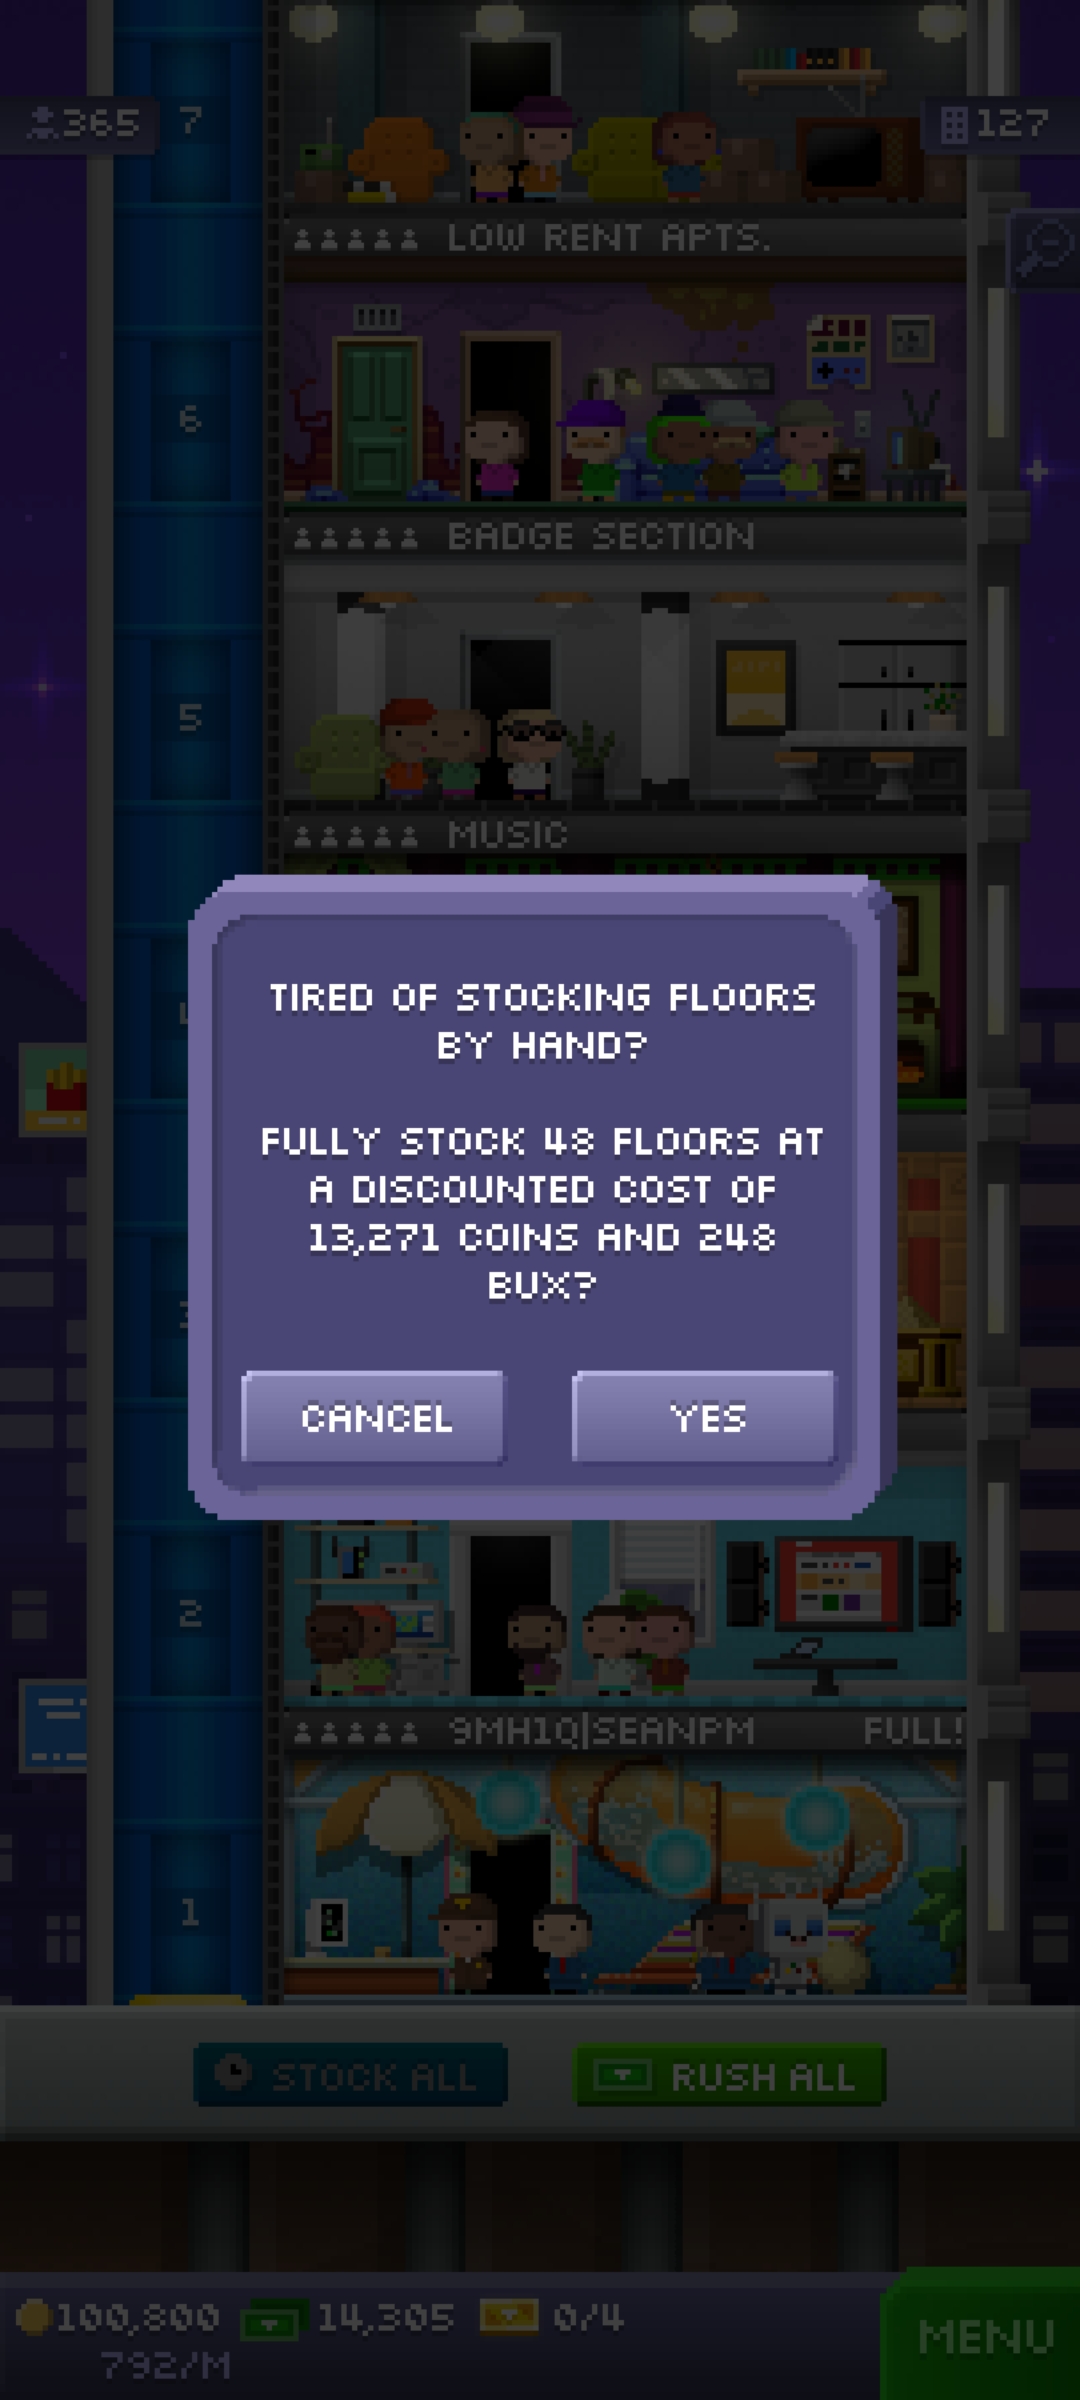 365
7
127
LOW RENT APTS.
6
BADGE SECTION
5
MUSIC
TIRED OF STOCKING FLOORS
BY HAND?
FULLY STOCK 48 FLOORS AT
A DISCOUNTED COST OF
13,271 COINS AND 248
BUX?
CANCEL
YES
2
9MH1Q|SEANPM
FULL!
1
STOCK ALL
RUSH ALL
100,800
14,305
0/4
792/M
MENU